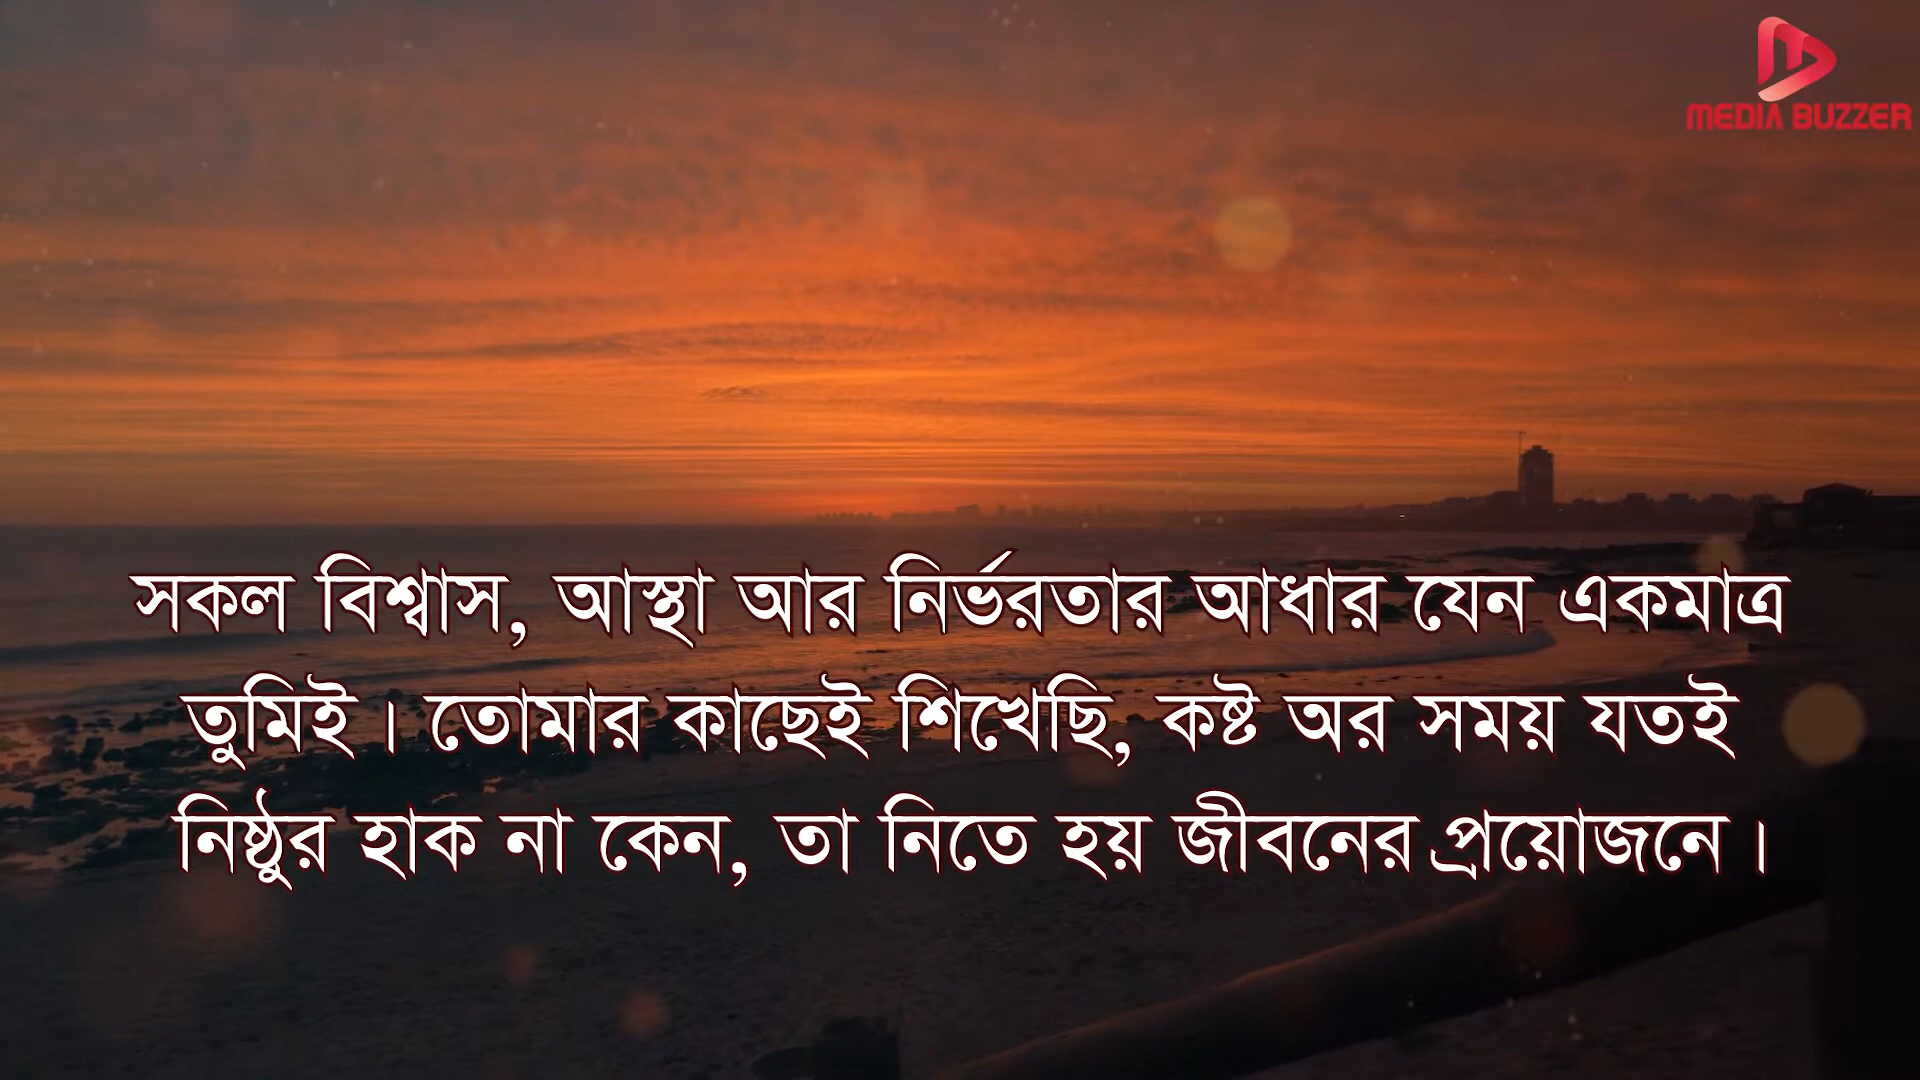 MEDIA BUZZER
সকল বিশ্বাস, আস্থা আর নির্ভরতার আধার যেন একমাত্র
তুমিই। তোমার কাছেই শিখেছি, কষ্ট অর সময় যতই
নিষ্ঠুর হাক না কেন, তা নিতে হয় জীবনের প্রয়োজনে।